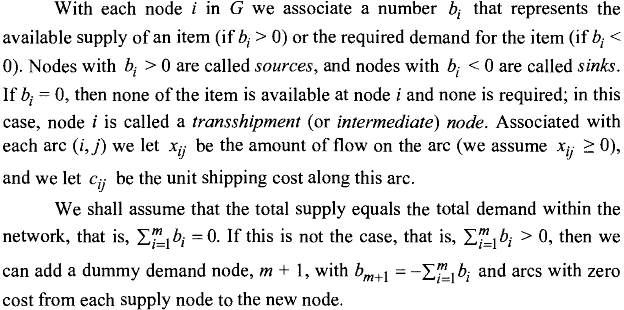 With each node i in G we associate a number b_i that represents the
available supply of an item (if b_i > 0) or the required demand for the item (if b_i <
0). Nodes with b_i > 0 are called sources, and nodes with b_i < 0 are called sinks.
If b_i = 0, then none of the item is available at node i and none is required; in this
case, node i is called a transshipment (or intermediate) node. Associated with
each arc (i, j) we let x_{ij} be the amount of flow on the arc (we assume x_{ij} ≥ 0),
and we let c_{ij} be the unit shipping cost along this arc.
We shall assume that the total supply equals the total demand within the
network, that is, Σ_{i=1}^m b_i = 0. If this is not the case, that is, Σ_{i=1}^m b_i > 0, then we
can add a dummy demand node, m + 1, with b_{m+1} = −Σ_{i=1}^m b_i and arcs with zero
cost from each supply node to the new node.